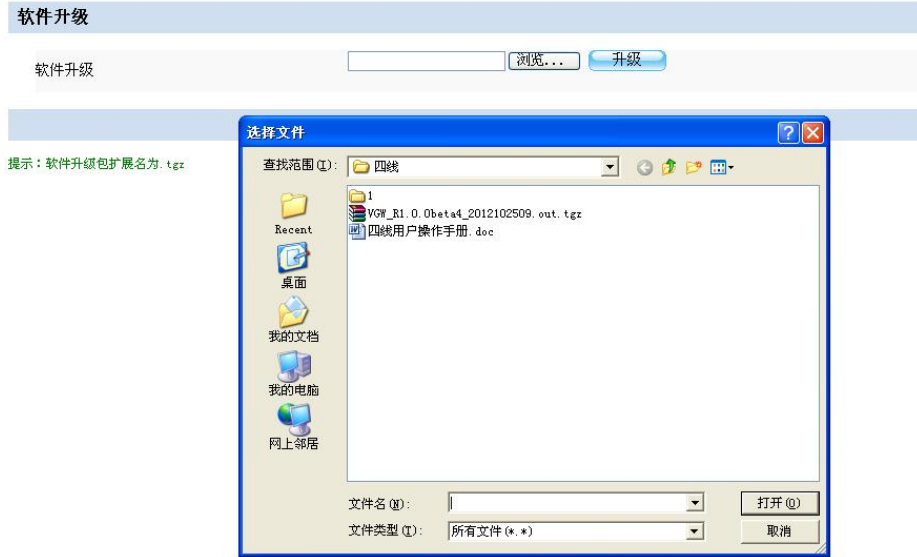 软件升级
软件升级
浏览...
升级
提示：软件升级包扩展名为.tgz
选择文件
查找范围(I):
四线
1
VGW_R1.0.0beta4_2012102509.out.tgz
四线用户操作手册.doc
Recent
桌面
我的文档
我的电脑
网上邻居
文件名(N):
打开(O)
文件类型(T):
所有文件(*.*)
取消